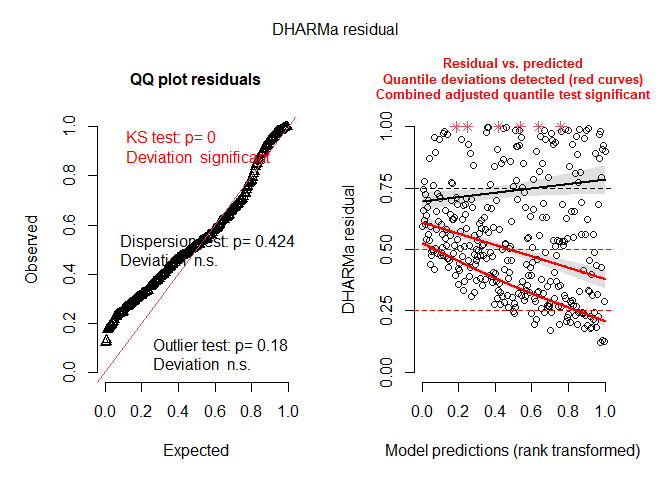 DHARMa residual
QQ plot residuals
KS test: p= 0
Deviation significant
Dispersion test: p= 0.424
Deviation n.s.
Outlier test: p= 0.18
Deviation n.s.
Observed
0.0 0.2 0.4 0.6 0.8 1.0
0.0 0.2 0.4 0.6 0.8 1.0
Expected
Residual vs. predicted
Quantile deviations detected (red curves)
Combined adjusted quantile test significant
DHARMa residual
0.00 0.25 0.50 0.75 1.00
0.0 0.2 0.4 0.6 0.8 1.0
Model predictions (rank transformed)